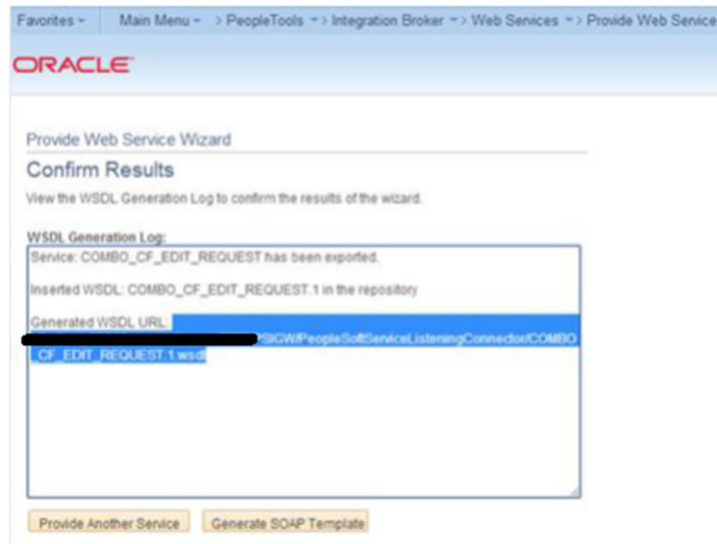 Favorites Main Menu > PeopleTools > Integration Broker > Web Services > Provide Web Service
ORACLE
Provide Web Service Wizard
Confirm Results
View the WSDL Generation Log to confirm the results of the wizard.
WSDL Generation Log:
Service: COMBO_CF_EDIT_REQUEST has been exported.
Inserted WSDL: COMBO_CF_EDIT_REQUEST.1 in the repository
Generated WSDL URL:
PSIGW/PeopleSoftServiceListeningConnector/COMBO
_CF_EDIT_REQUEST.1.wsdl
Provide Another Service Generate SOAP Template